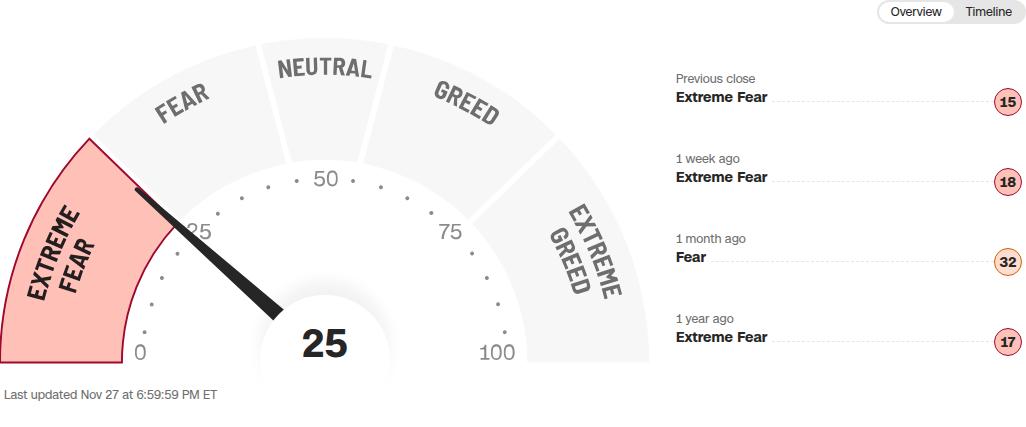 Overview
Timeline
NEUTRAL
FEAR
GREED
EXTREME
FEAR
EXTREME
GREED
0
25
50
75
100
25
Last updated Nov 27 at 6:59:59 PM ET
Previous close
Extreme Fear 15
1 week ago
Extreme Fear 18
1 month ago
Fear 32
1 year ago
Extreme Fear 17